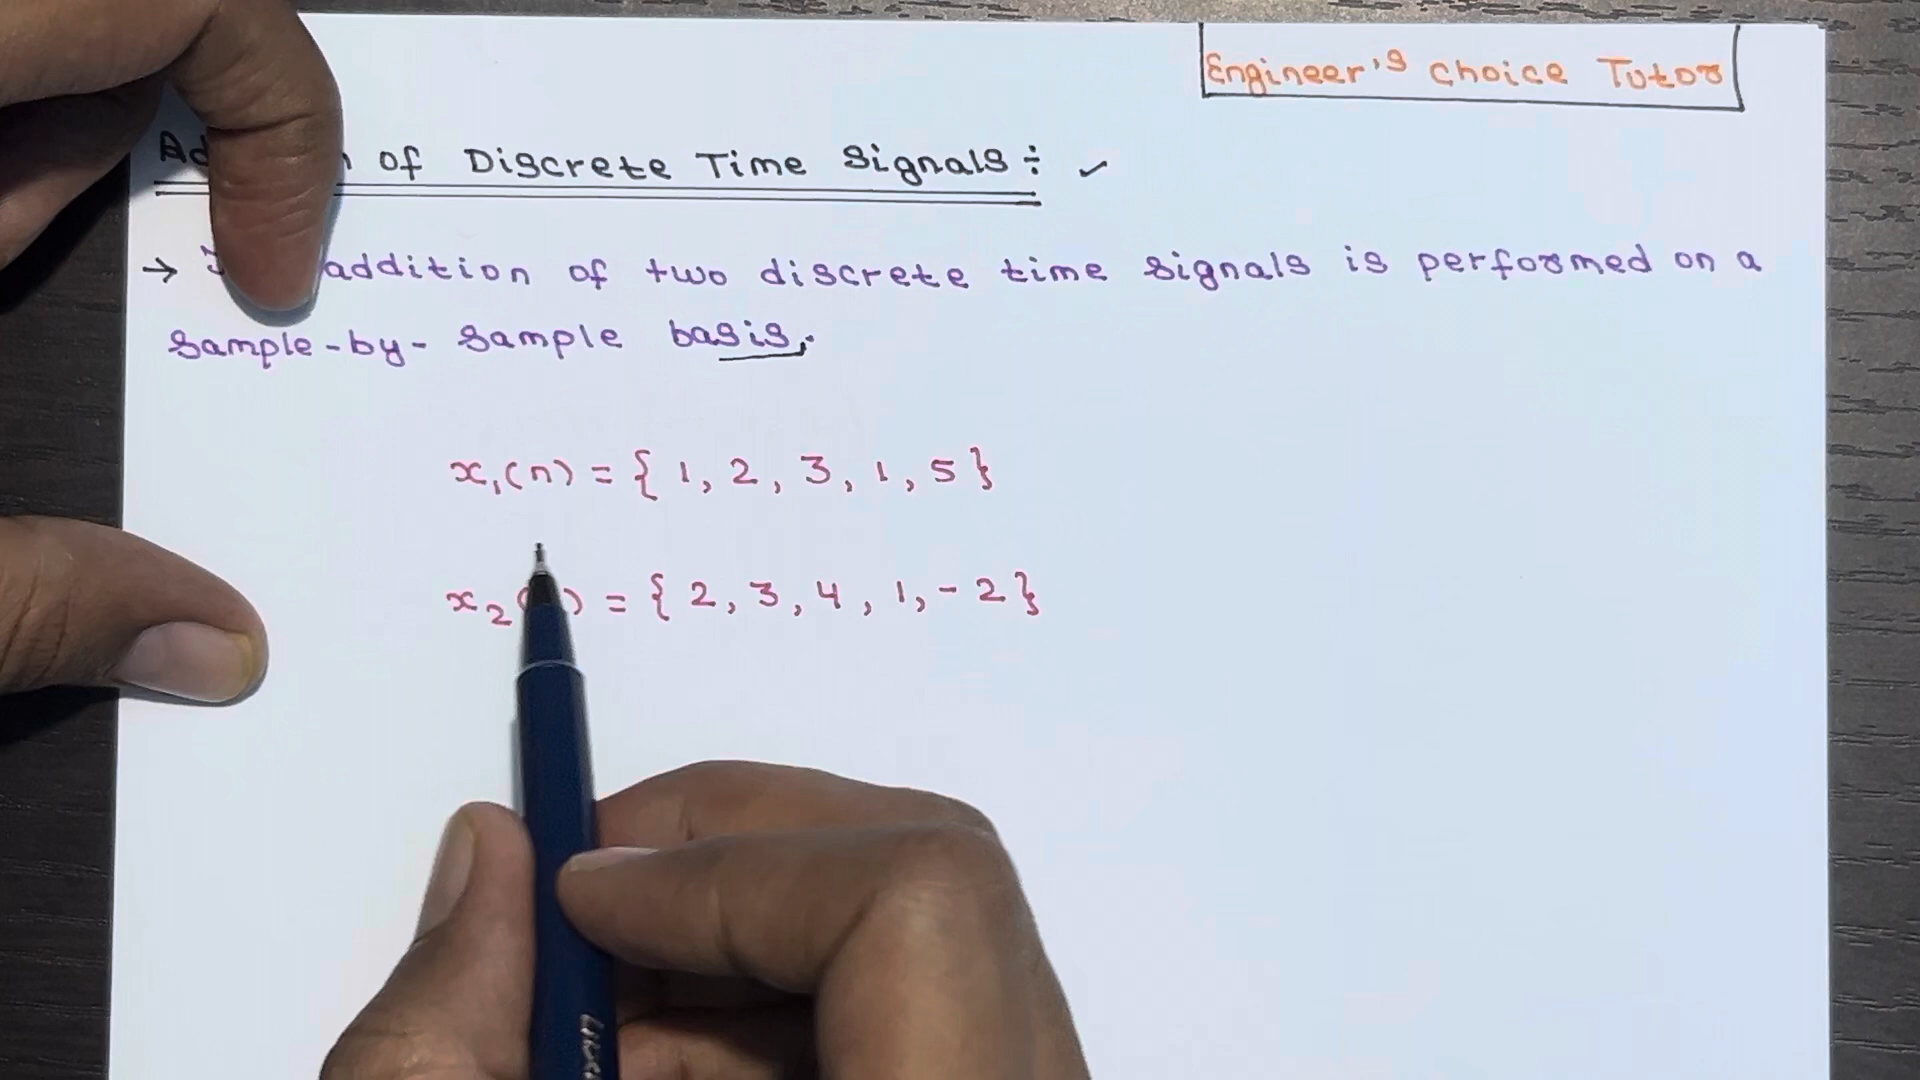 Engineer's Choice Tutor
of Discrete Time Signals ÷ ✓
→ addition of two discrete time signals is performed on a
sample-by-sample basis.
x₁(n) = { 1, 2, 3, 1, 5 }
x₂( ) = { 2, 3, 4, 1, -2 }